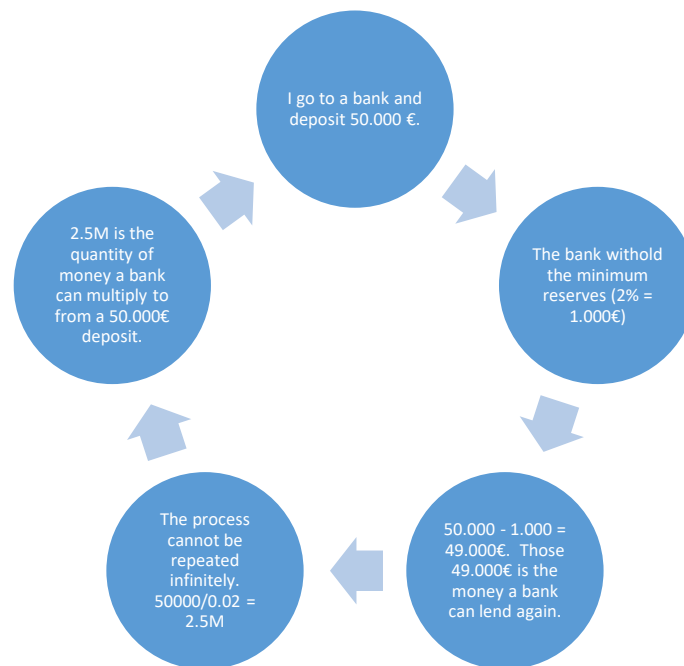 I go to a bank and
deposit 50.000 €.
The bank withold
the minimum
reserves (2% =
1.000€)
50.000 - 1.000 =
49.000€. Those
49.000€ is the
money a bank
can lend again.
The process
cannot be
repeated
infinitely.
50000/0.02 =
2.5M
2.5M is the
quantity of
money a bank
can multiply to
from a 50.000€
deposit.